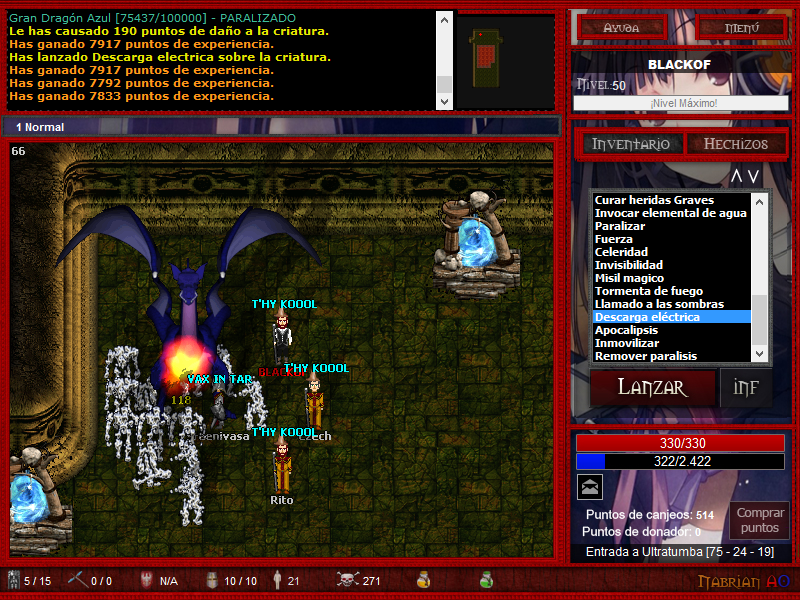 Gran Dragón Azul [75437/100000] - PARALIZADO
Le has causado 190 puntos de daño a la criatura.
Has ganado 7917 puntos de experiencia.
Has lanzado Descarga electrica sobre la criatura.
Has ganado 7917 puntos de experiencia.
Has ganado 7792 puntos de experiencia.
Has ganado 7833 puntos de experiencia.
Ayuda
Menú
BLACKOF
Nivel: 50
¡Nivel Máximo!
1 Normal
66
Inventario
Hechizos
Curar heridas Graves
Invocar elemental de agua
Paralizar
Fuerza
Celeridad
Invisibilidad
Misil magico
Tormenta de fuego
Llamado a las sombras
Descarga eléctrica
Apocalipsis
Inmovilizar
Remover paralisis
Lanzar
INF
T'HY KOOOL
T'HY KOOOL
VAX IN TAR
118
T'HY KOOOL
Rito
330/330
322/2.422
Puntos de canjeos: 514
Puntos de donador: 0
Comprar puntos
Entrada a Ultratumba [75 - 24 - 19]
5 / 15
0 / 0
N/A
10 / 10
21
271
Nabrian AO